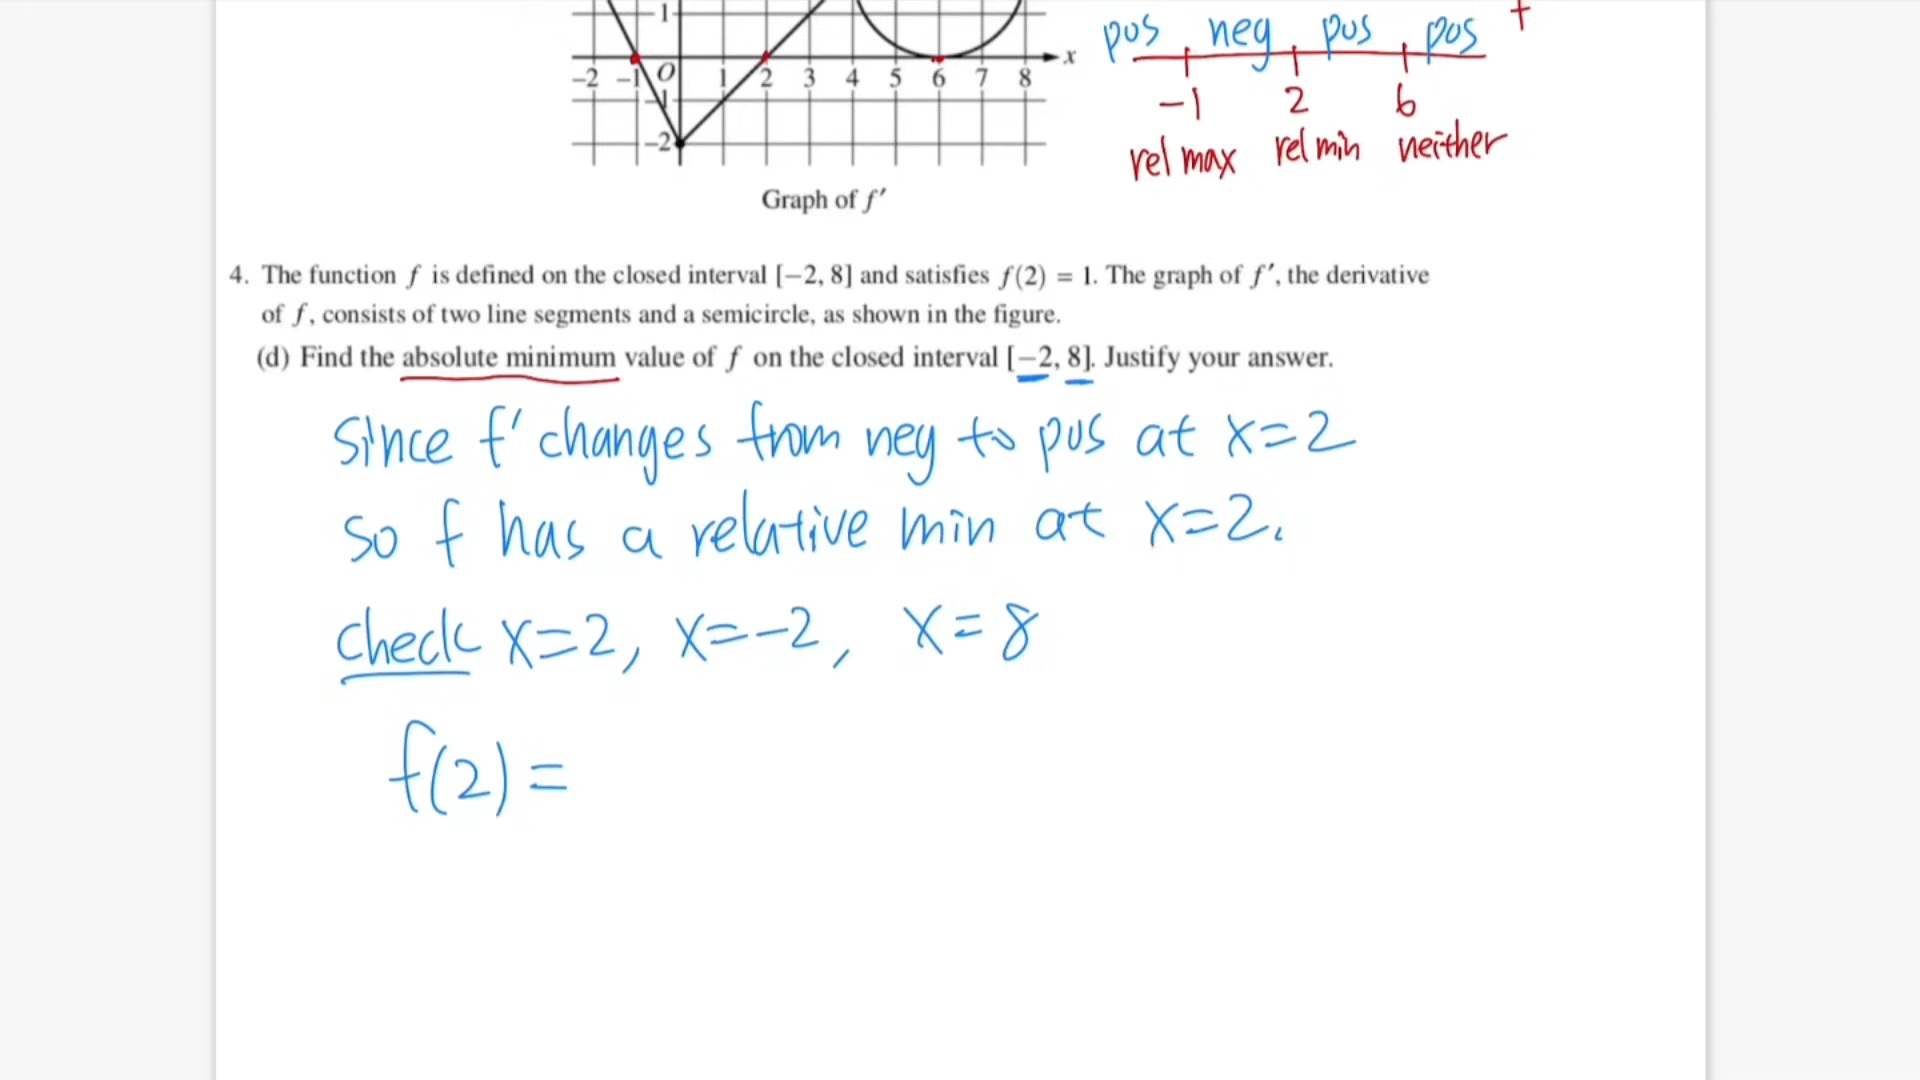 1
pos neg pos pos +
x
-2 -1 O 1 2 3 4 5 6 7 8
-1
-1 2 6
-2
rel max rel min neither
Graph of f′
4. The function f is defined on the closed interval [−2, 8] and satisfies f(2) = 1. The graph of f′, the derivative
of f, consists of two line segments and a semicircle, as shown in the figure.
(d) Find the absolute minimum value of f on the closed interval [−2, 8]. Justify your answer.
Since f' changes from neg to pos at x=2
so f has a relative min at x=2.
check x=2, x=-2, x=8
f(2)=